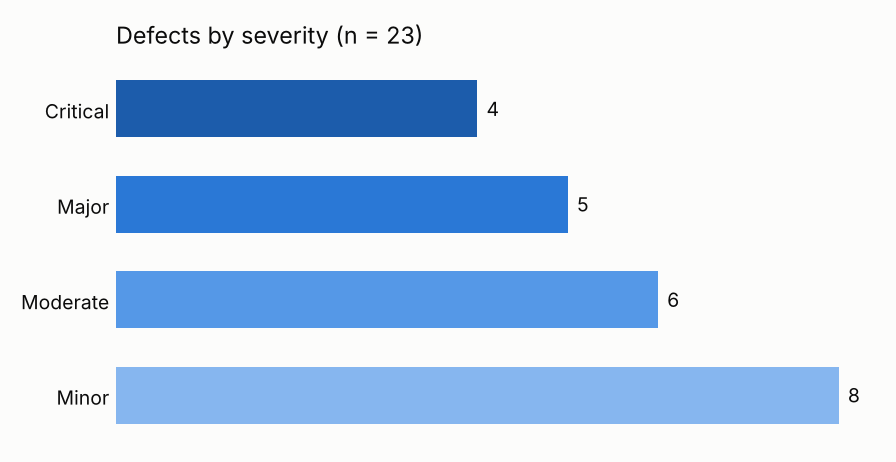 Defects by severity (n = 23)
Critical 4
Major 5
Moderate 6
Minor 8